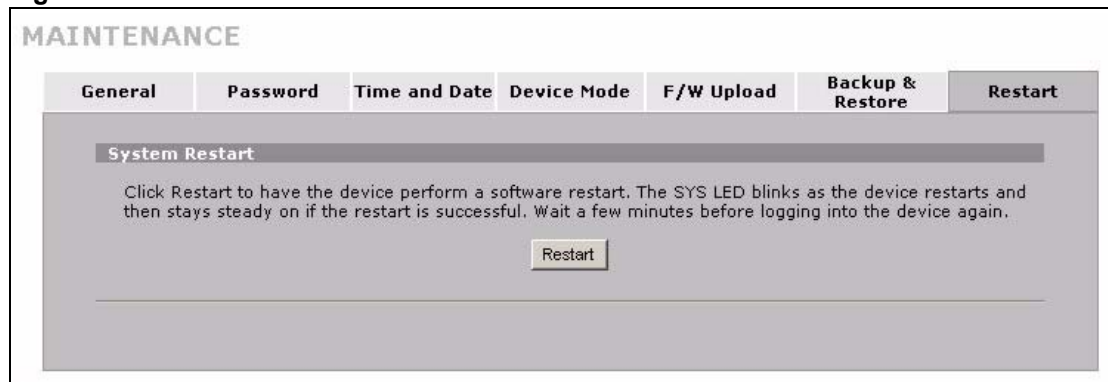 MAINTENANCE
General Password Time and Date Device Mode F/W Upload Backup & Restore Restart
System Restart
Click Restart to have the device perform a software restart. The SYS LED blinks as the device restarts and
then stays steady on if the restart is successful. Wait a few minutes before logging into the device again.
Restart